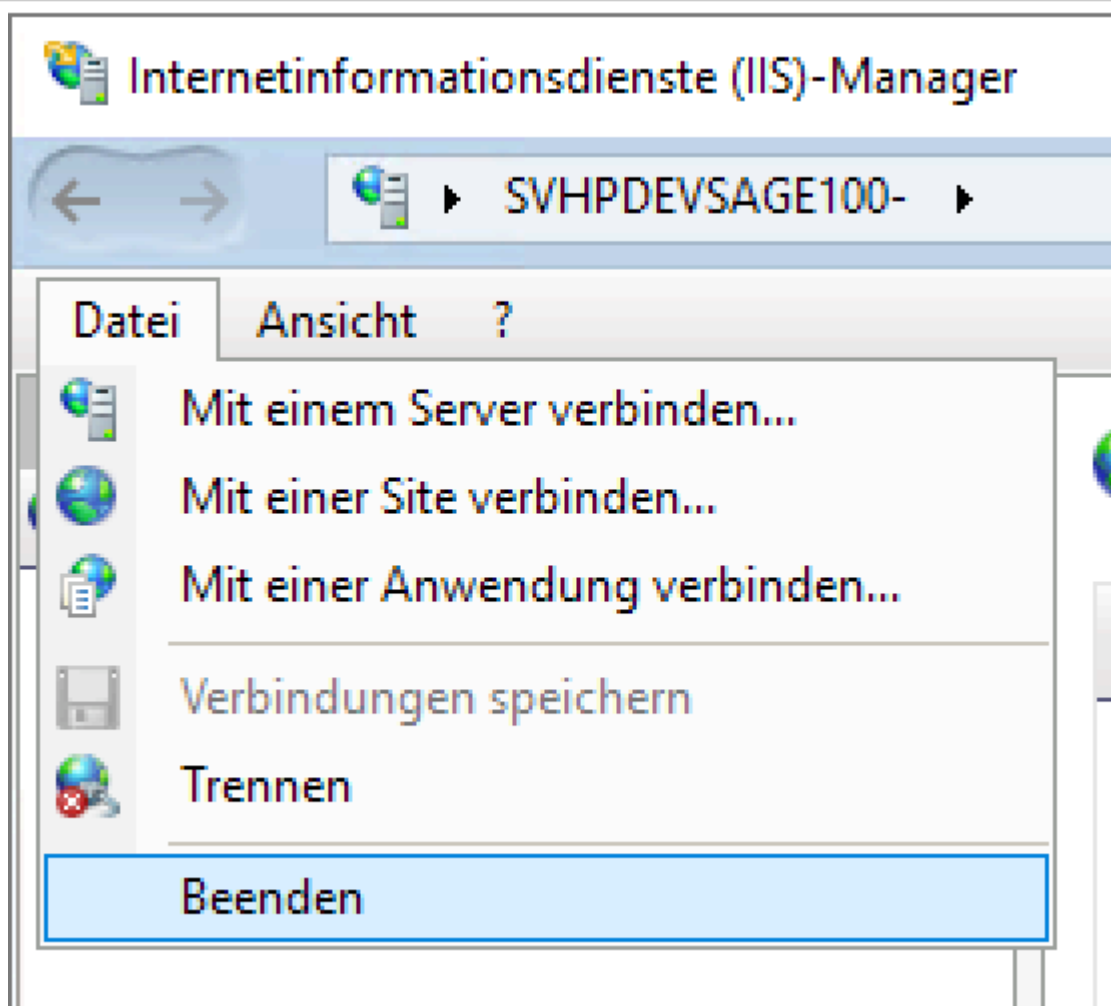 Internetinformationsdienste (IIS)-Manager
SVHPDEVSAGE100-
Datei Ansicht ?
Mit einem Server verbinden...
Mit einer Site verbinden...
Mit einer Anwendung verbinden...
Verbindungen speichern
Trennen
Beenden